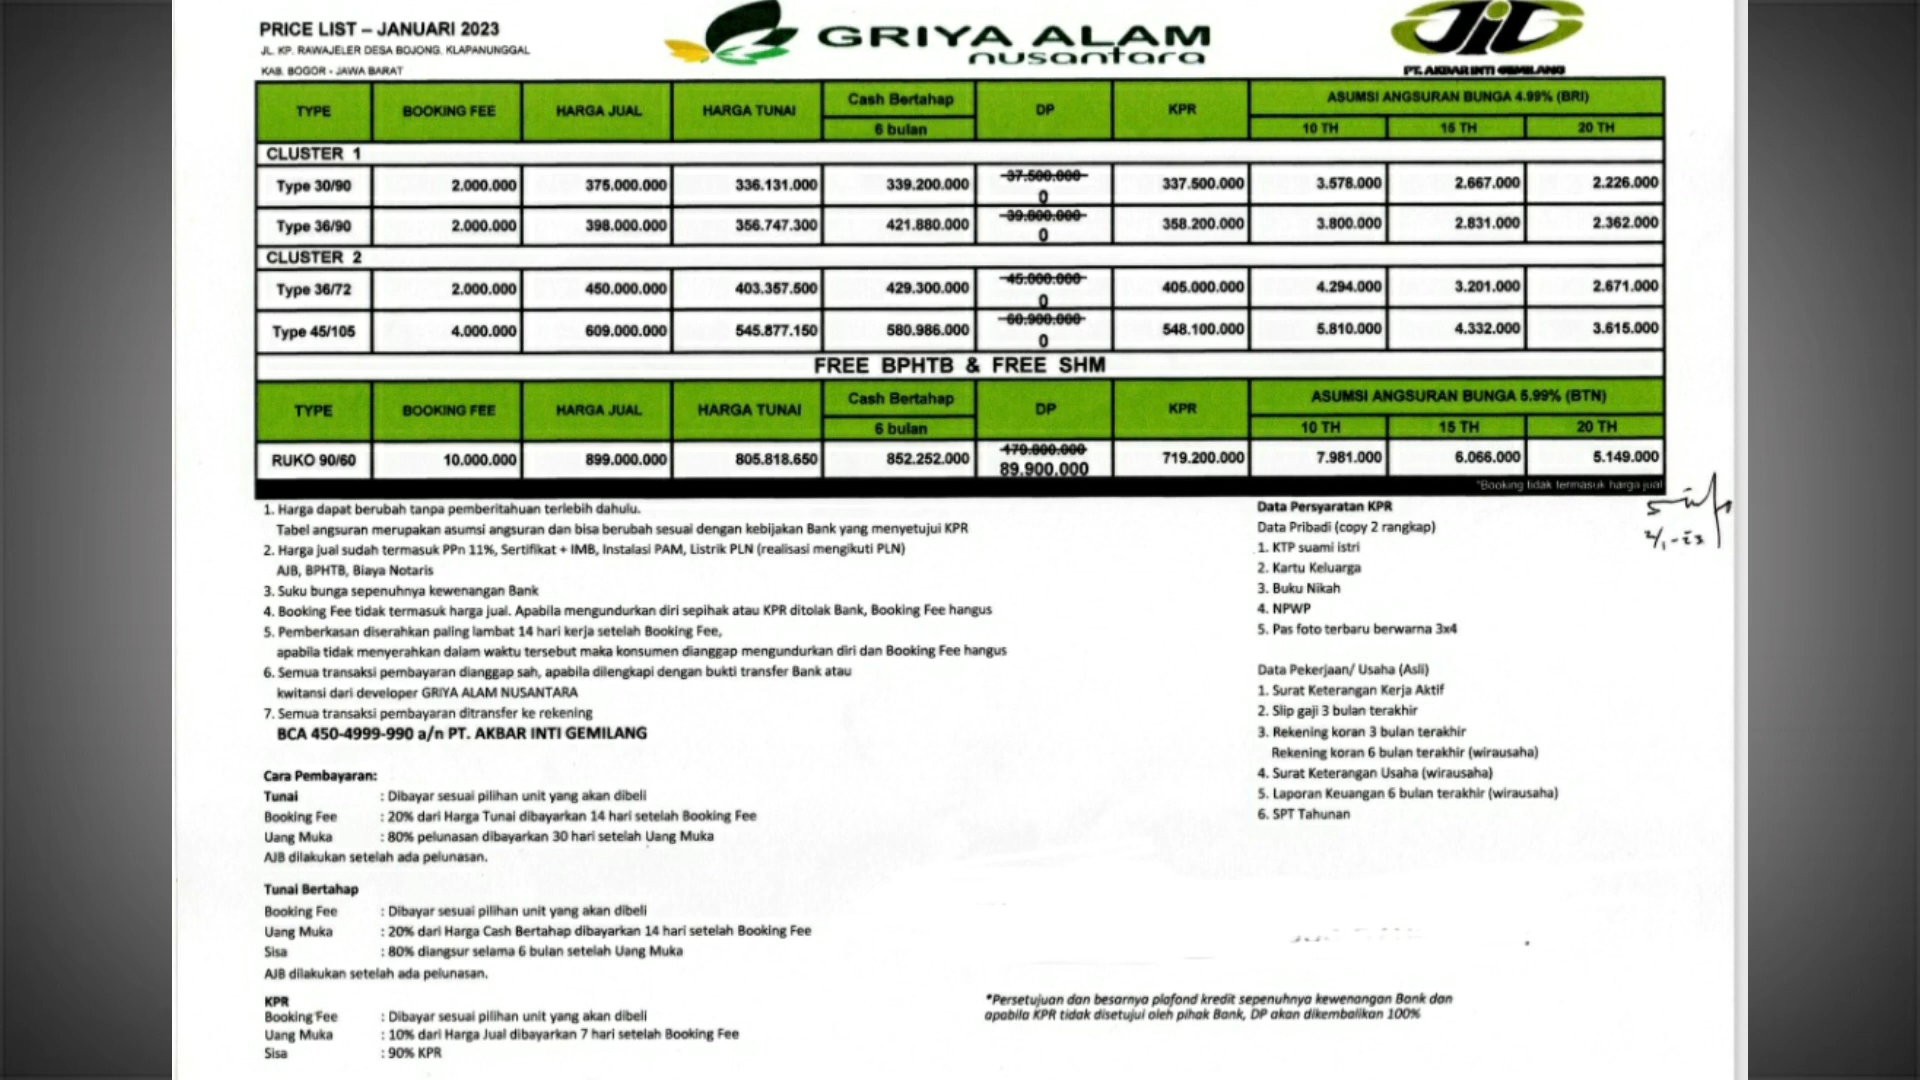 PRICE LIST – JANUARI 2023
JL. KP. RAWAJELER DESA BOJONG. KLAPANUNGGAL
KAB. BOGOR - JAWA BARAT
GRIYA ALAM
nusantara
PT. AKBAR INTI GEMILANG
TYPE BOOKING FEE HARGA JUAL HARGA TUNAI Cash Bertahap DP KPR ASUMSI ANGSURAN BUNGA 4.99% (BRI)
6 bulan 10 TH 15 TH 20 TH
CLUSTER 1
Type 30/90 2.000.000 375.000.000 336.131.000 339.200.000 37.500.000 0 337.500.000 3.578.000 2.667.000 2.226.000
Type 36/90 2.000.000 398.000.000 356.747.300 421.880.000 39.800.000 0 358.200.000 3.800.000 2.831.000 2.362.000
CLUSTER 2
Type 36/72 2.000.000 450.000.000 403.357.500 429.300.000 45.000.000 0 405.000.000 4.294.000 3.201.000 2.671.000
Type 45/105 4.000.000 609.000.000 545.877.150 580.986.000 60.900.000 0 548.100.000 5.810.000 4.332.000 3.615.000
FREE BPHTB & FREE SHM
TYPE BOOKING FEE HARGA JUAL HARGA TUNAI Cash Bertahap DP KPR ASUMSI ANGSURAN BUNGA 5.99% (BTN)
6 bulan 10 TH 15 TH 20 TH
RUKO 90/60 10.000.000 899.000.000 805.818.650 852.252.000 179.800.000 89.900.000 719.200.000 7.981.000 6.066.000 5.149.000
*Booking tidak termasuk harga jual
1. Harga dapat berubah tanpa pemberitahuan terlebih dahulu.
Tabel angsuran merupakan asumsi angsuran dan bisa berubah sesuai dengan kebijakan Bank yang menyetujui KPR
2. Harga jual sudah termasuk PPn 11%, Sertifikat + IMB, Instalasi PAM, Listrik PLN (realisasi mengikuti PLN)
AJB, BPHTB, Biaya Notaris
3. Suku bunga sepenuhnya kewenangan Bank
4. Booking Fee tidak termasuk harga jual. Apabila mengundurkan diri sepihak atau KPR ditolak Bank, Booking Fee hangus
5. Pemberkasan diserahkan paling lambat 14 hari kerja setelah Booking Fee,
apabila tidak menyerahkan dalam waktu tersebut maka konsumen dianggap mengundurkan diri dan Booking Fee hangus
6. Semua transaksi pembayaran dianggap sah, apabila dilengkapi dengan bukti transfer Bank atau
kwitansi dari developer GRIYA ALAM NUSANTARA
7. Semua transaksi pembayaran ditransfer ke rekening
BCA 450-4999-990 a/n PT. AKBAR INTI GEMILANG
Cara Pembayaran:
Tunai : Dibayar sesuai pilihan unit yang akan dibeli
Booking Fee : 20% dari Harga Tunai dibayarkan 14 hari setelah Booking Fee
Uang Muka : 80% pelunasan dibayarkan 30 hari setelah Uang Muka
AJB dilakukan setelah ada pelunasan.
Tunai Bertahap
Booking Fee : Dibayar sesuai pilihan unit yang akan dibeli
Uang Muka : 20% dari Harga Cash Bertahap dibayarkan 14 hari setelah Booking Fee
Sisa : 80% diangsur selama 6 bulan setelah Uang Muka
AJB dilakukan setelah ada pelunasan.
KPR
Booking Fee : Dibayar sesuai pilihan unit yang akan dibeli
Uang Muka : 10% dari Harga Jual dibayarkan 7 hari setelah Booking Fee
Sisa : 90% KPR
Data Persyaratan KPR
Data Pribadi (copy 2 rangkap)
1. KTP suami istri
2. Kartu Keluarga
3. Buku Nikah
4. NPWP
5. Pas foto terbaru berwarna 3x4
Data Pekerjaan/ Usaha (Asli)
1. Surat Keterangan Kerja Aktif
2. Slip gaji 3 bulan terakhir
3. Rekening koran 3 bulan terakhir
Rekening koran 6 bulan terakhir (wirausaha)
4. Surat Keterangan Usaha (wirausaha)
5. Laporan Keuangan 6 bulan terakhir (wirausaha)
6. SPT Tahunan
*Persetujuan dan besarnya plafond kredit sepenuhnya kewenangan Bank dan
apabila KPR tidak disetujui oleh pihak Bank, DP akan dikembalikan 100%